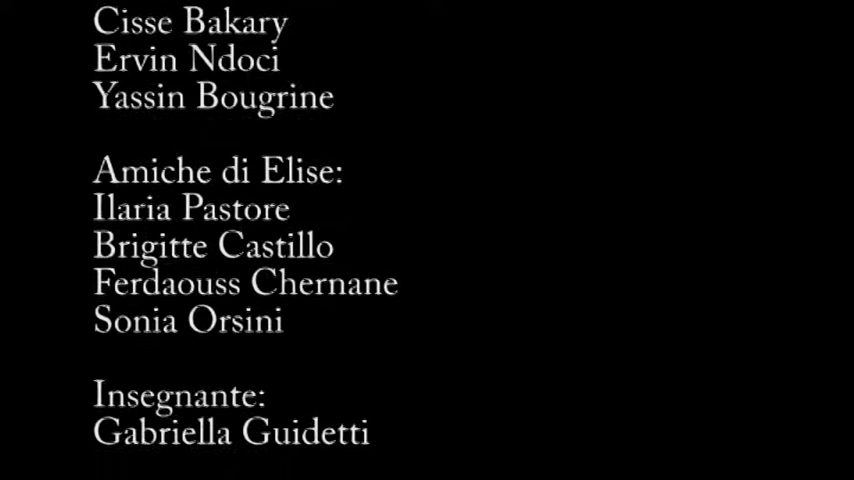 Cisse Bakary
Ervin Ndoci
Yassin Bougrine
Amiche di Elise:
Ilaria Pastore
Brigitte Castillo
Ferdaouss Chernane
Sonia Orsini
Insegnante:
Gabriella Guidetti